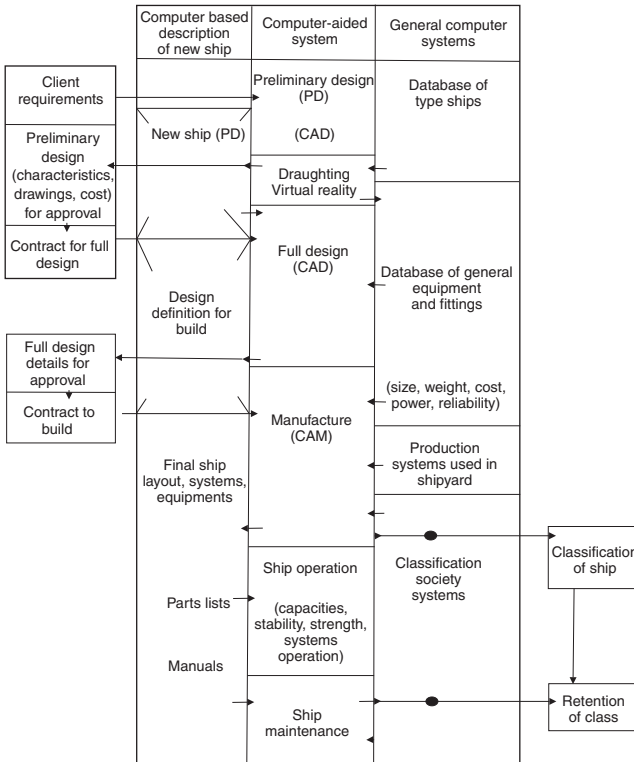 Computer based
description
of new ship
Computer-aided
system
General computer
systems
Client
requirements
Preliminary design
(PD)
(CAD)
Database of
type ships
New ship (PD)
Preliminary
design
(characteristics,
drawings, cost)
for approval
Draughting
Virtual reality
Contract for full
design
Full design
(CAD)
Database of general
equipment
and fittings
Design
definition for
build
Full design
details for
approval
(size, weight, cost,
power, reliability)
Contract to
build
Manufacture
(CAM)
Production
systems used in
shipyard
Final ship
layout, systems,
equipments
Classification
of ship
Ship operation
(capacities,
stability, strength,
systems
operation)
Classification
society
systems
Parts lists
Manuals
Ship
maintenance
Retention
of class